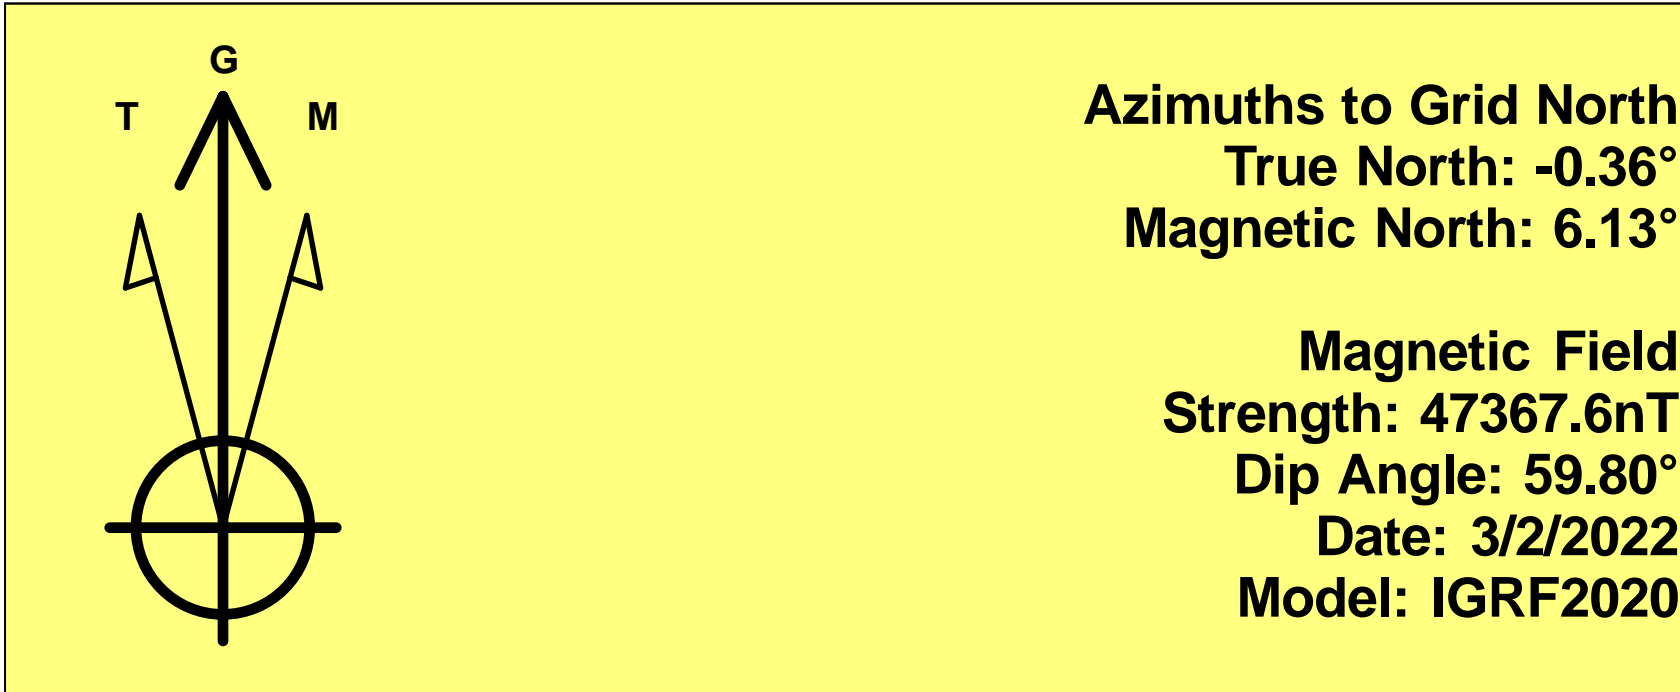 G
T
M
Azimuths to Grid North
True North: -0.36°
Magnetic North: 6.13°
Magnetic Field
Strength: 47367.6nT
Dip Angle: 59.80°
Date: 3/2/2022
Model: IGRF2020